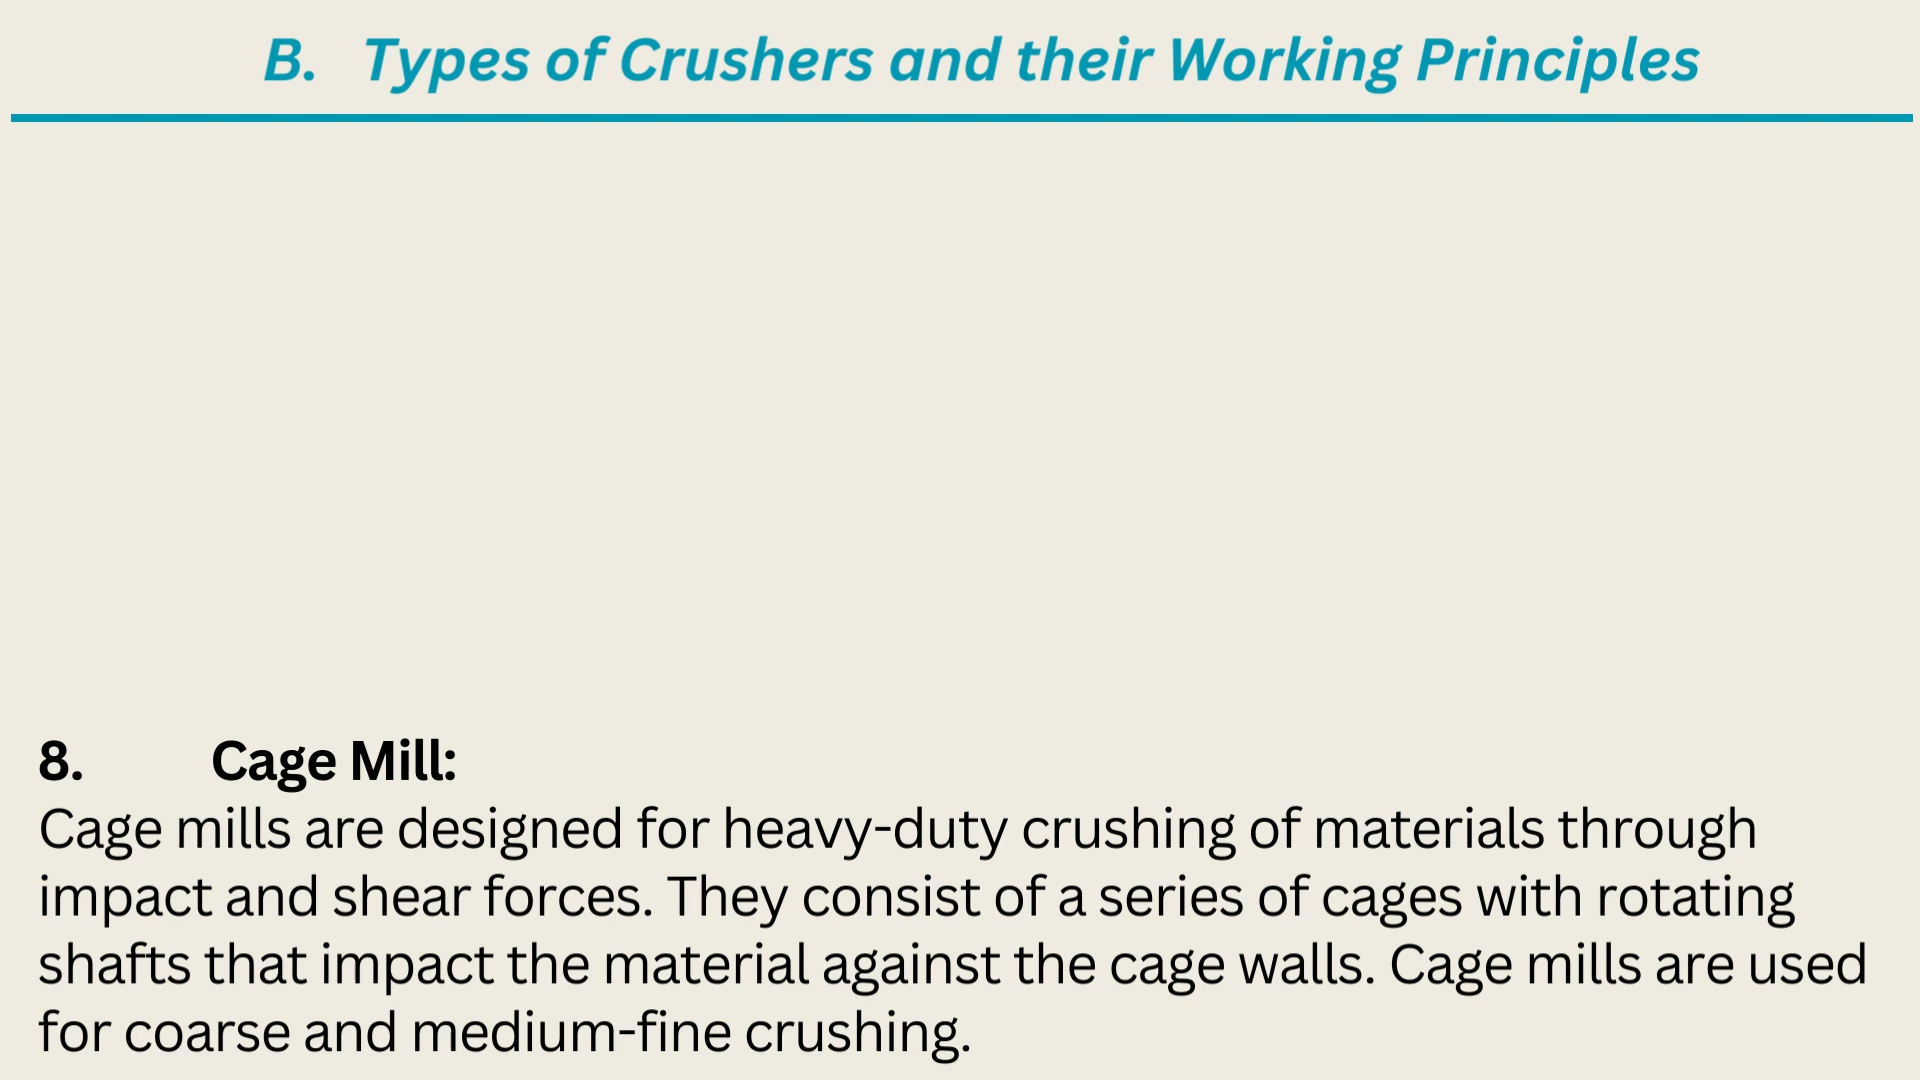 B. Types of Crushers and their Working Principles
8. Cage Mill:
Cage mills are designed for heavy-duty crushing of materials through
impact and shear forces. They consist of a series of cages with rotating
shafts that impact the material against the cage walls. Cage mills are used
for coarse and medium-fine crushing.